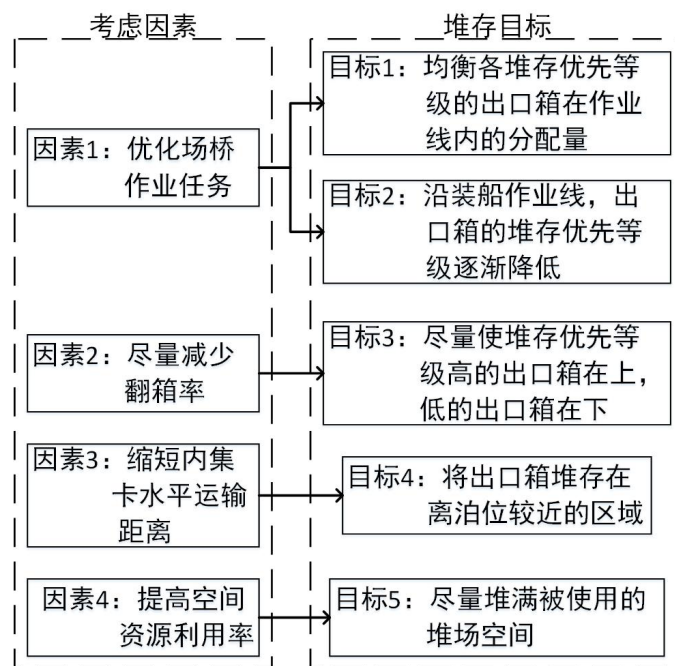 考虑因素
堆存目标
因素1：优化场桥
作业任务
目标1：均衡各堆存优先等
级的出口箱在作业
线内的分配量
目标2：沿装船作业线，出
口箱的堆存优先等
级逐渐降低
因素2：尽量减少
翻箱率
目标3：尽量使堆存优先等
级高的出口箱在上，
低的出口箱在下
因素3：缩短内集
卡水平运输
距离
目标4：将出口箱堆存在
离泊位较近的区域
因素4：提高空间
资源利用率
目标5：尽量堆满被使用的
堆场空间